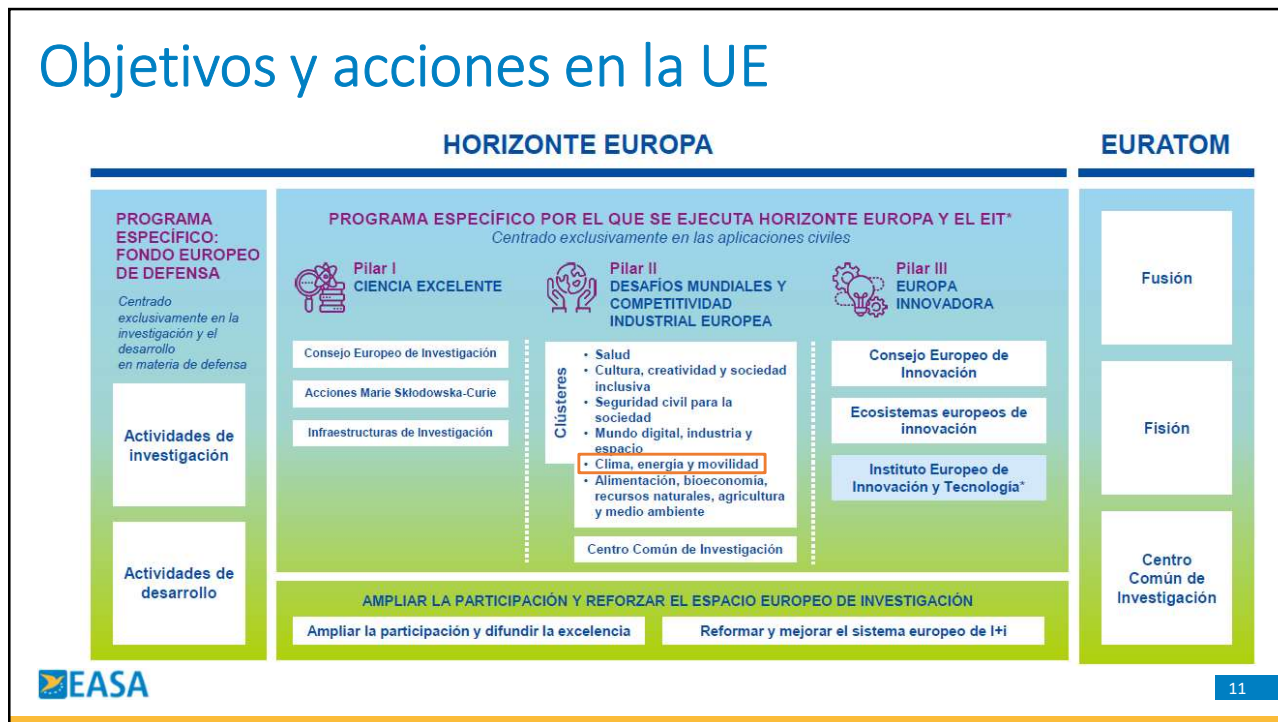 Objetivos y acciones en la UE
HORIZONTE EUROPA
EURATOM
PROGRAMA
ESPECÍFICO:
FONDO EUROPEO
DE DEFENSA
Centrado
exclusivamente en la
investigación y el
desarrollo
en materia de defensa
Actividades de
investigación
Actividades de
desarrollo
PROGRAMA ESPECÍFICO POR EL QUE SE EJECUTA HORIZONTE EUROPA Y EL EIT*
Centrado exclusivamente en las aplicaciones civiles
Pilar I
CIENCIA EXCELENTE
Consejo Europeo de Investigación
Acciones Marie Skłodowska-Curie
Infraestructuras de Investigación
Pilar II
DESAFÍOS MUNDIALES Y
COMPETITIVIDAD
INDUSTRIAL EUROPEA
Clústeres
• Salud
• Cultura, creatividad y sociedad
inclusiva
• Seguridad civil para la
sociedad
• Mundo digital, industria y
espacio
• Clima, energía y movilidad
• Alimentación, bioeconomía,
recursos naturales, agricultura
y medio ambiente
Centro Común de Investigación
Pilar III
EUROPA
INNOVADORA
Consejo Europeo de
Innovación
Ecosistemas europeos de
innovación
Instituto Europeo de
Innovación y Tecnología*
AMPLIAR LA PARTICIPACIÓN Y REFORZAR EL ESPACIO EUROPEO DE INVESTIGACIÓN
Ampliar la participación y difundir la excelencia
Reformar y mejorar el sistema europeo de I+i
Fusión
Fisión
Centro
Común de
Investigación
EASA
11